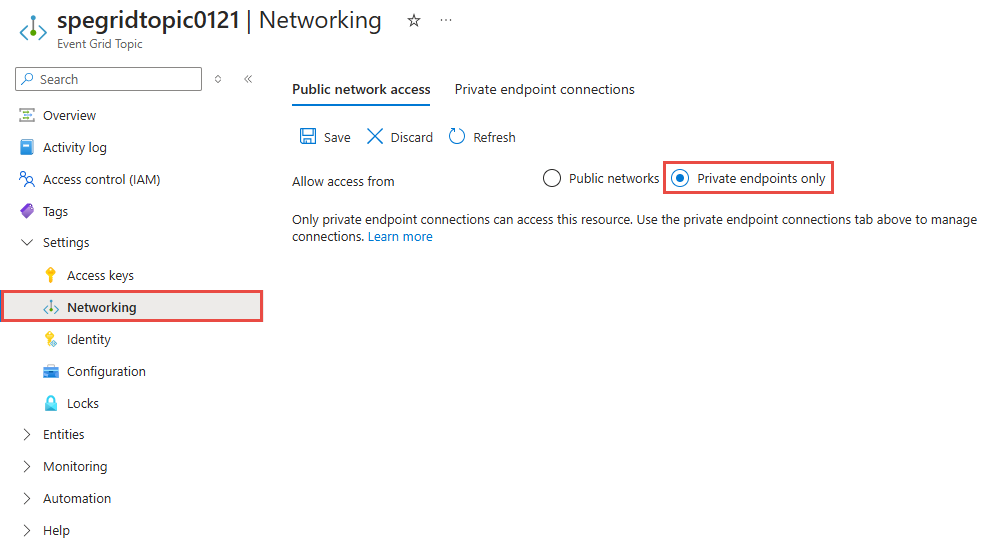 spegridtopic0121 | Networking
Event Grid Topic
Search
Overview
Activity log
Access control (IAM)
Tags
Settings
Access keys
Networking
Identity
Configuration
Locks
Entities
Monitoring
Automation
Help
Public network access Private endpoint connections
Save Discard Refresh
Allow access from Public networks Private endpoints only
Only private endpoint connections can access this resource. Use the private endpoint connections tab above to manage
connections. Learn more